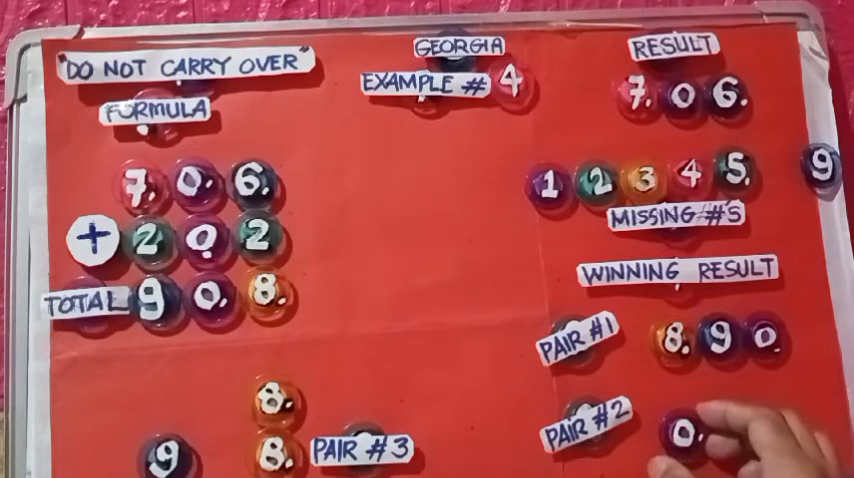 "DO NOT CARRY OVER"
FORMULA
7. 0. 6.
+ 2 0 2
TOTAL 9 0. 8.
8.
9 8. PAIR #3
GEORGIA
EXAMPLE # 4
RESULT
7. 0 6.
1 2 3 4 5. 9
MISSING #'S
WINNING RESULT
PAIR #1 8. 9 0
PAIR #2 0.